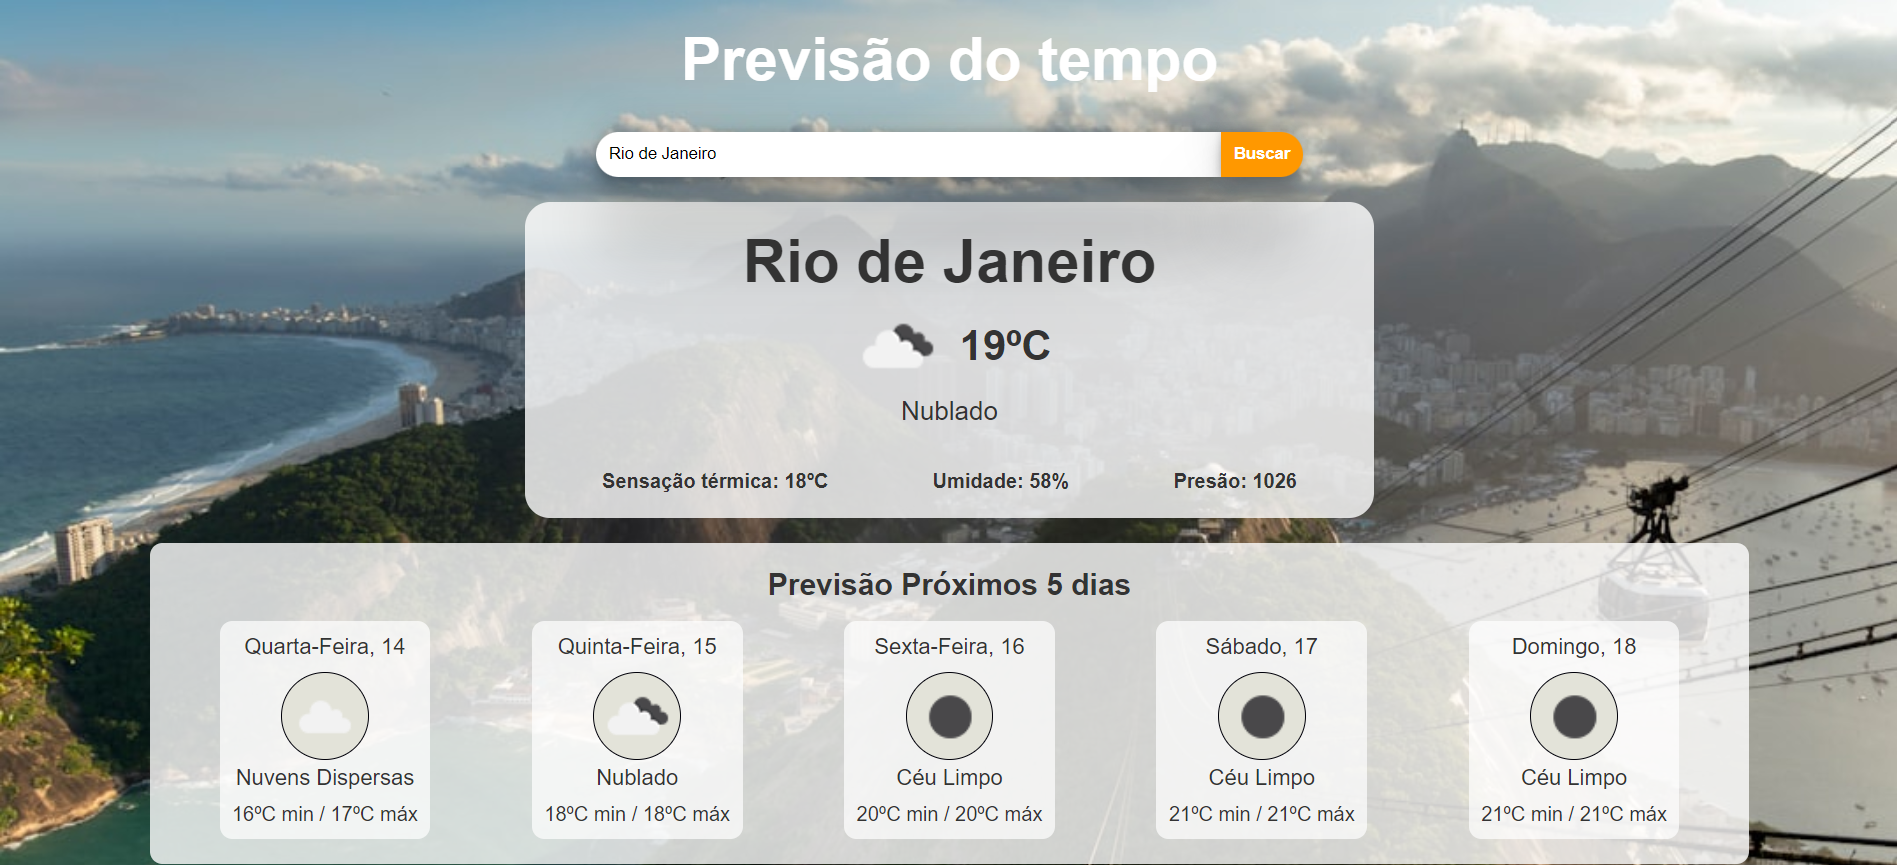 Previsão do tempo
Rio de Janeiro Buscar
Rio de Janeiro
19ºC
Nublado
Sensação térmica: 18ºC Umidade: 58% Presão: 1026
Previsão Próximos 5 dias
Quarta-Feira, 14
Nuvens Dispersas
16ºC min / 17ºC máx
Quinta-Feira, 15
Nublado
18ºC min / 18ºC máx
Sexta-Feira, 16
Céu Limpo
20ºC min / 20ºC máx
Sábado, 17
Céu Limpo
21ºC min / 21ºC máx
Domingo, 18
Céu Limpo
21ºC min / 21ºC máx